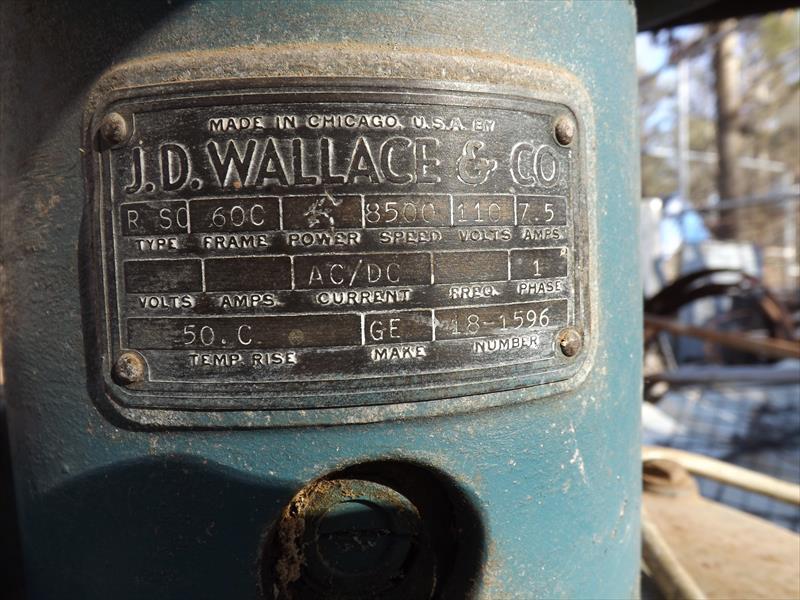 MADE IN CHICAGO, U.S.A. BY
J.D. WALLACE & CO
R SC 60C 8500 110 7.5
TYPE FRAME POWER SPEED VOLTS AMPS.
AC/DC 1
VOLTS AMPS. CURRENT FREQ. PHASE
50.C GE 18-1596
TEMP. RISE MAKE NUMBER